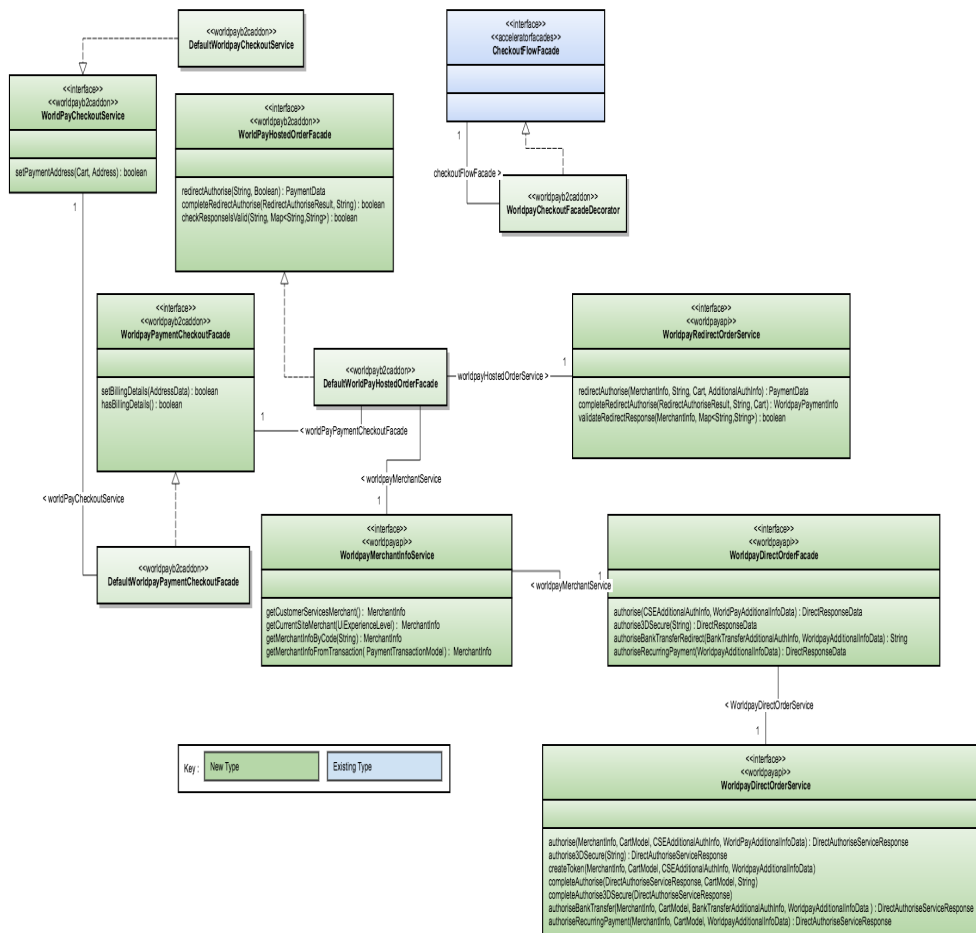 <<worldpayb2caddon>>
DefaultWorldpayCheckoutService
<<interface>>
<<acceleratorfacades>>
CheckoutFlowFacade
<<interface>>
<<worldpayb2caddon>>
WorldPayCheckoutService
setPaymentAddress(Cart, Address) : boolean
1
<<interface>>
<<worldpayb2caddon>>
WorldPayHostedOrderFacade
redirectAuthorise(String, Boolean) : PaymentData
completeRedirectAuthorise(RedirectAuthoriseResult, String) : boolean
checkResponseIsValid(String, Map<String,String>) : boolean
1
checkoutFlowFacade >
<<worldpayb2caddon>>
WorldpayCheckoutFacadeDecorator
<<interface>>
<<worldpayb2caddon>>
WorldpayPaymentCheckoutFacade
setBillingDetails(AddressData) : boolean
hasBillingDetails() : boolean
<<worldpayb2caddon>>
DefaultWorldPayHostedOrderFacade
worldpayHostedOrderService >
1
<<interface>>
<<worldpayapi>>
WorldpayRedirectOrderService
redirectAuthorise(MerchantInfo, String, Cart, AdditionalAuthInfo) : PaymentData
completeRedirectAuthorise(RedirectAuthoriseResult, String, Cart) : WorldpayPaymentInfo
validateRedirectResponse(MerchantInfo, Map<String,String>) : boolean
1
< worldPayPaymentCheckoutFacade
< worldpayMerchantService
1
< worldPayCheckoutService
<<worldpayb2caddon>>
DefaultWorldpayPaymentCheckoutFacade
<<interface>>
<<worldpayapi>>
WorldpayMerchantInfoService
getCustomerServicesMerchant() : MerchantInfo
getCurrentSiteMerchant(UiExperienceLevel) : MerchantInfo
getMerchantInfoByCode(String) : MerchantInfo
getMerchantInfoFromTransaction( PaymentTransactionModel) : MerchantInfo
1
< worldpayMerchantService
<<interface>>
<<worldpayapi>>
WorldpayDirectOrderFacade
authorise(CSEAdditionalAuthInfo, WorldPayAdditionalInfoData) : DirectResponseData
authorise3DSecure(String) : DirectResponseData
authoriseBankTransferRedirect(BankTransferAdditionalAuthInfo, WorldpayAdditionalInfoData) : String
authoriseRecurringPayment(WorldpayAdditionalInfoData) : DirectResponseData
< WorldpayDirectOrderService
1
Key :
New Type
Existing Type
<<interface>>
<<worldpayapi>>
WorldpayDirectOrderService
authorise(MerchantInfo, CartModel, CSEAdditionalAuthInfo, WorldPayAdditionalInfoData) : DirectAuthoriseServiceResponse
authorise3DSecure(String) : DirectAuthoriseServiceResponse
createToken(MerchantInfo, CartModel, CSEAdditionalAuthInfo, WorldpayAdditionalInfoData)
completeAuthorise(DirectAuthoriseServiceResponse, CartModel, String)
completeAuthorise3DSecure(DirectAuthoriseServiceResponse)
authoriseBankTransfer(MerchantInfo, CartModel, BankTransferAdditionalAuthInfo, WorldpayAdditionalInfoData ) : DirectAuthoriseServiceResponse
authoriseRecurringPayment(MerchantInfo, CartModel, WorldpayAdditionalInfoData) : DirectAuthoriseServiceResponse